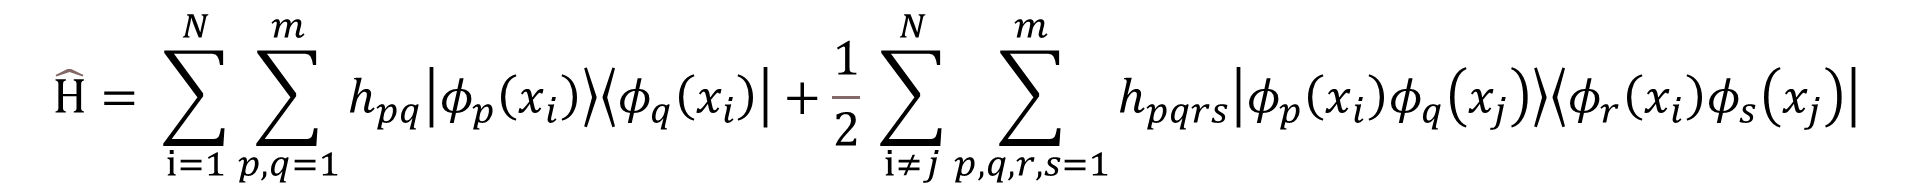 Ĥ = ∑_{i=1}^{N} ∑_{p,q=1}^{m} h_{pq}|ϕ_p(x_i)⟩⟨ϕ_q(x_i)| + 1/2 ∑_{i≠j}^{N} ∑_{p,q,r,s=1}^{m} h_{pqrs}|ϕ_p(x_i)ϕ_q(x_j)⟩⟨ϕ_r(x_i)ϕ_s(x_j)|